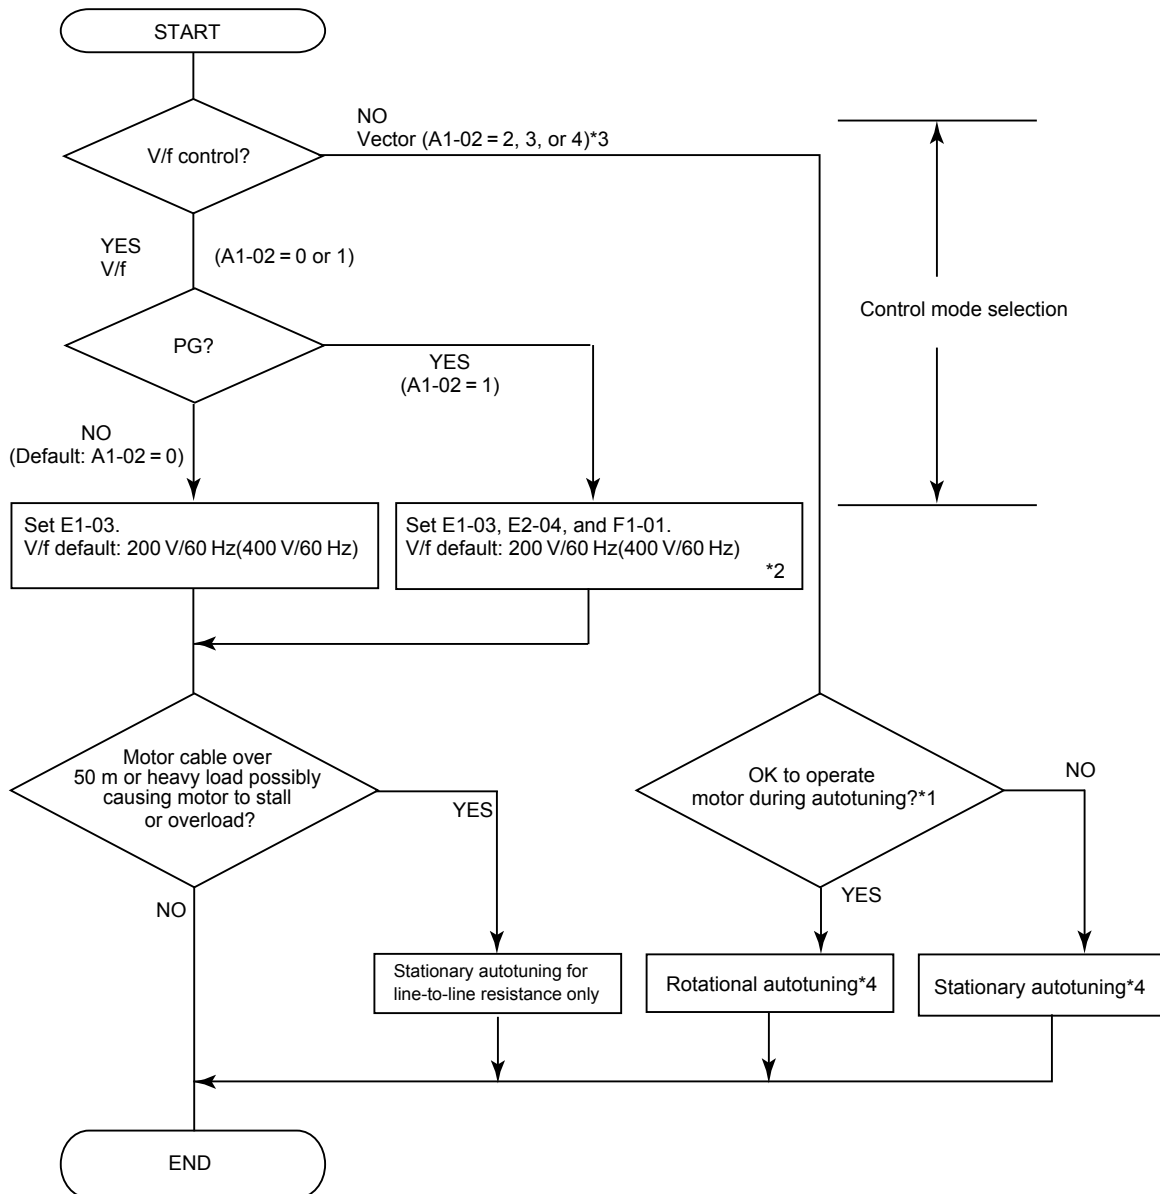 START
V/f control?
NO
Vector (A1-02 = 2, 3, or 4)*3
YES
V/f
(A1-02 = 0 or 1)
Control mode selection
PG?
YES
(A1-02 = 1)
NO
(Default: A1-02 = 0)
Set E1-03.
V/f default: 200 V/60 Hz(400 V/60 Hz)
Set E1-03, E2-04, and F1-01.
V/f default: 200 V/60 Hz(400 V/60 Hz)
*2
Motor cable over
50 m or heavy load possibly
causing motor to stall
or overload?
YES
NO
OK to operate
motor during autotuning?*1
NO
YES
Stationary autotuning for
line-to-line resistance only
Rotational autotuning*4
Stationary autotuning*4
END